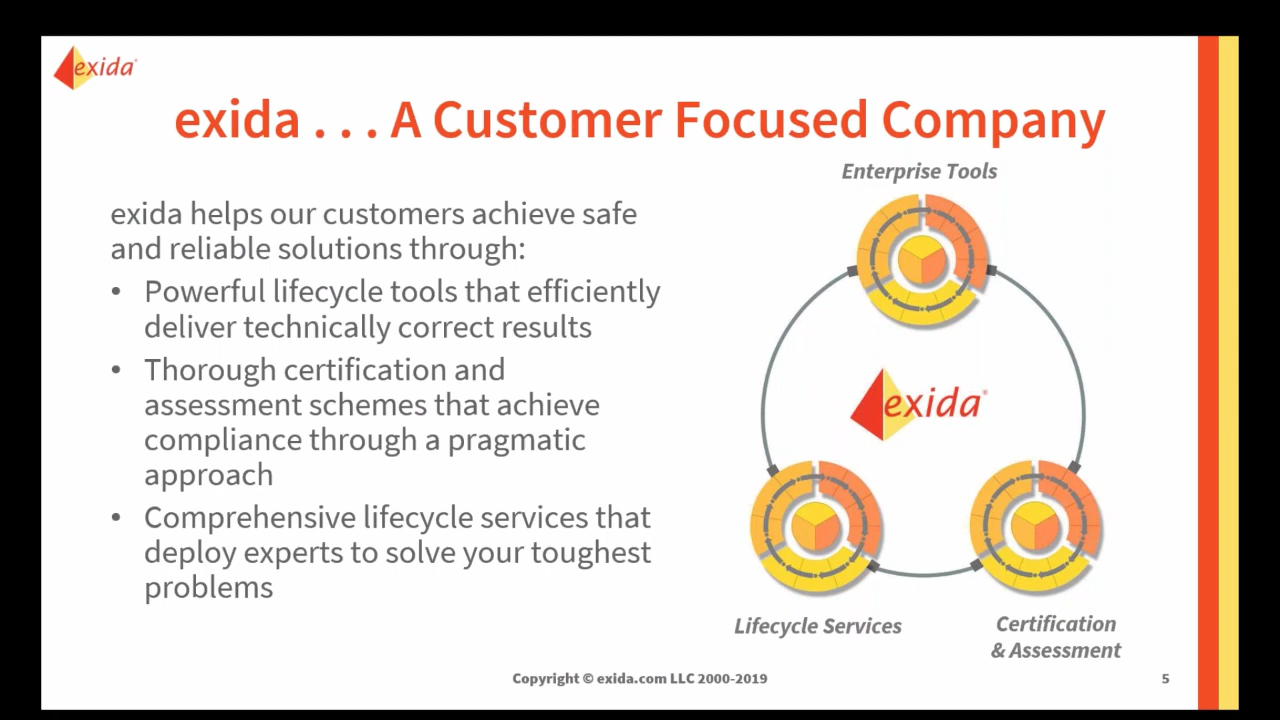 exida
exida . . . A Customer Focused Company
exida helps our customers achieve safe
and reliable solutions through:
• Powerful lifecycle tools that efficiently
deliver technically correct results
• Thorough certification and
assessment schemes that achieve
compliance through a pragmatic
approach
• Comprehensive lifecycle services that
deploy experts to solve your toughest
problems
Enterprise Tools
exida®
Lifecycle Services
Certification
& Assessment
Copyright © exida.com LLC 2000-2019
5